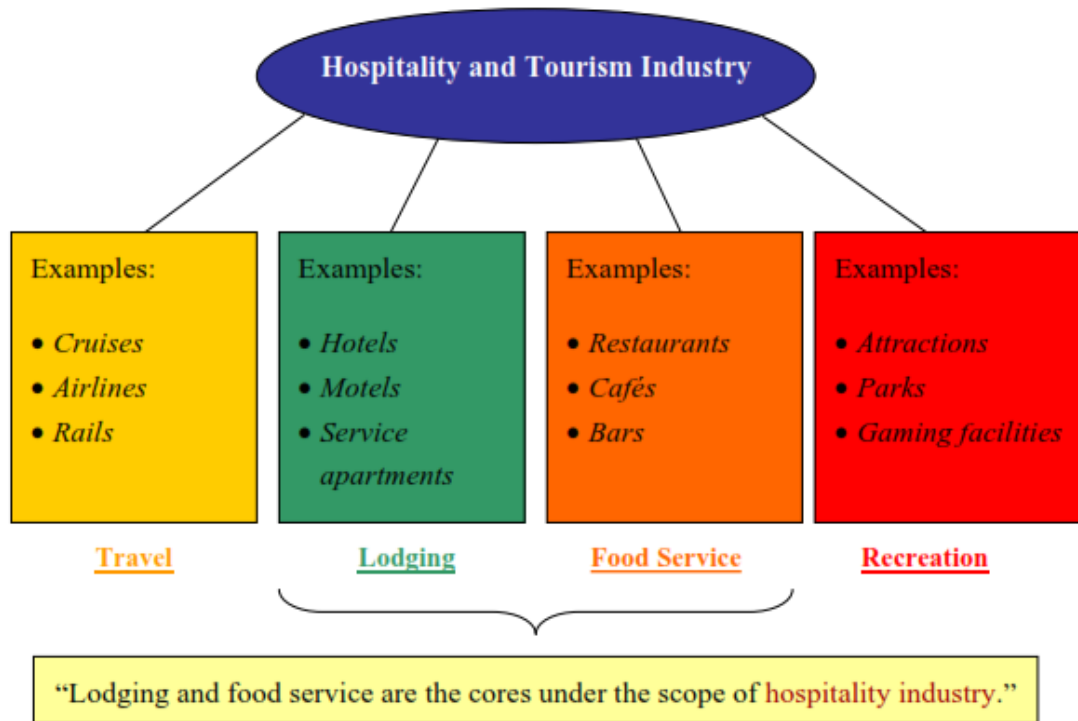 Hospitality and Tourism Industry
Examples:
• Cruises
• Airlines
• Rails
Travel
Examples:
• Hotels
• Motels
• Service
apartments
Lodging
Examples:
• Restaurants
• Cafés
• Bars
Food Service
Examples:
• Attractions
• Parks
• Gaming facilities
Recreation
“Lodging and food service are the cores under the scope of hospitality industry.”